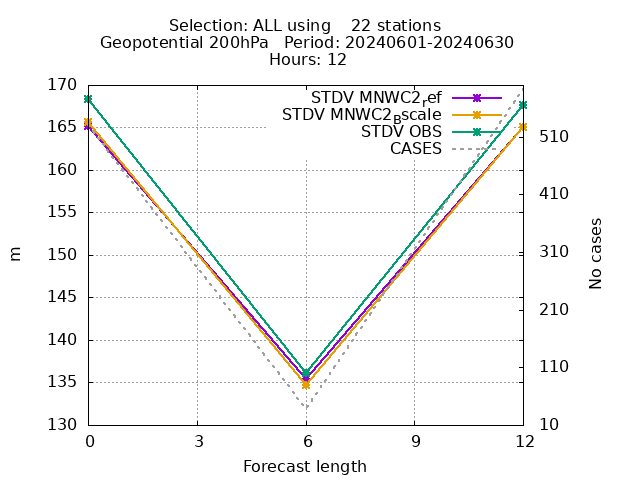 Selection: ALL using 22 stations
Geopotential 200hPa Period: 20240601-20240630
Hours: 12
170
165
160
155
150
145
140
135
130
m
STDV MNWC2ref
STDV MNWC2Bscale
STDV OBS
CASES
510
410
310
210
110
10
No cases
0 3 6 9 12
Forecast length